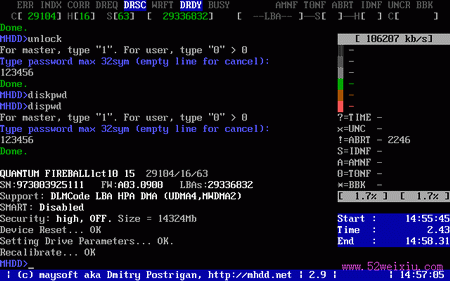 ERR INDX CORR DREQ DRSC WRFT DRDY BUSY AMNF TONF ABRT IDNF UNCR BBK
C[ 29104] H[16] S[63] [ 29336832] [ --LBA-- ]--S[ ]--H[ ] C[ ]
Done.
MHDD>unlock
For master, type "1". For user, type "0" > 0
Type password max 32sym (empty line for cancel):
123456
Done.
MHDD>diskpwd
MHDD>dispwd
For master, type "1". For user, type "0" > 0
Type password max 32sym (empty line for cancel):
123456
Done.
QUANTUM FIREBALLlct10 15 29104/16/63
SN:973003925111 FW:A03.0900 LBAs:29336832
Support: DLMCode LBA HPA DMA (UDMA4,MWDMA2)
SMART: Disabled
Security: high, OFF. Size = 14324Mb
Device Reset... OK
Setting Drive Parameters... OK.
Recalibrate... OK.
MHDD>_
[ 106207 kb/s]
-
-
-
-
-
-
?=TIME -
x=UNC -
!=ABRT - 2246
S=IDNF -
A=AMNF -
0=TONF -
*=BBK -
[ 1.7% ] [ 1.7% ]
Start : 14:55:45
Time : 2.43
End : 14:58.31
www.52weixiu.com
| (c) maysoft aka Dmitry Postrigan, http://mhdd.com | 2.9 | | 14:57:05